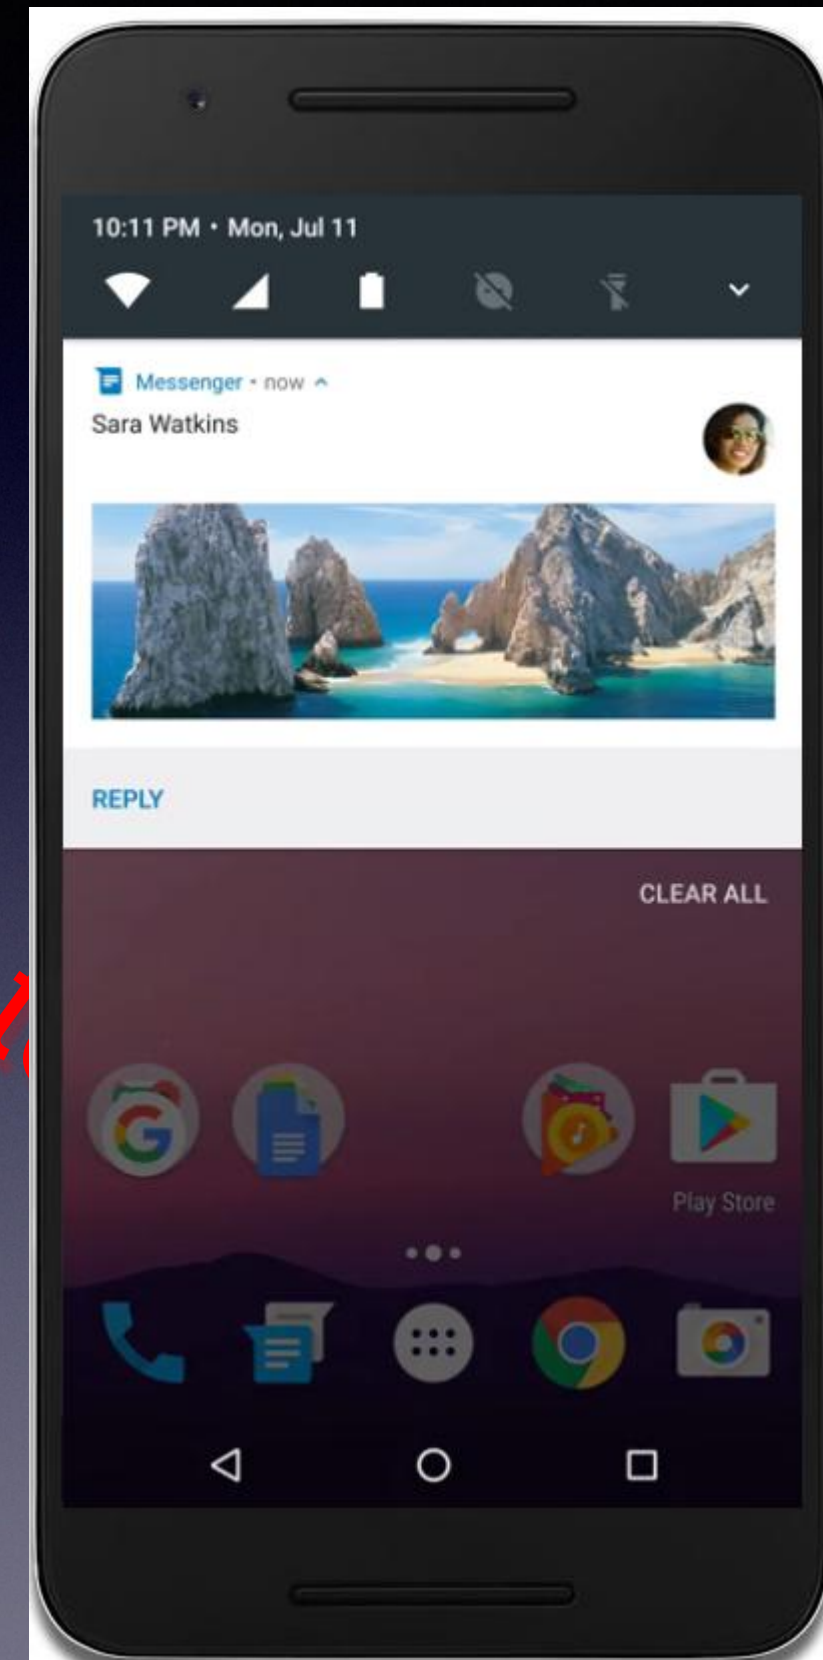 10:11 PM • Mon, Jul 11
Messenger • now
Sara Watkins
REPLY
CLEAR ALL
Play Store